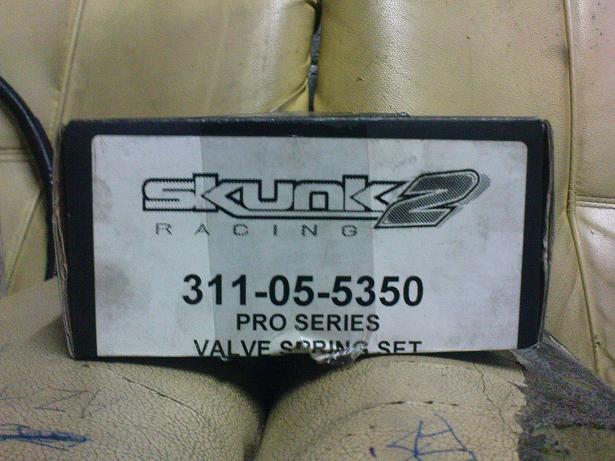 skunk2
RACING
311-05-5350
PRO SERIES
VALVE SPRING SET